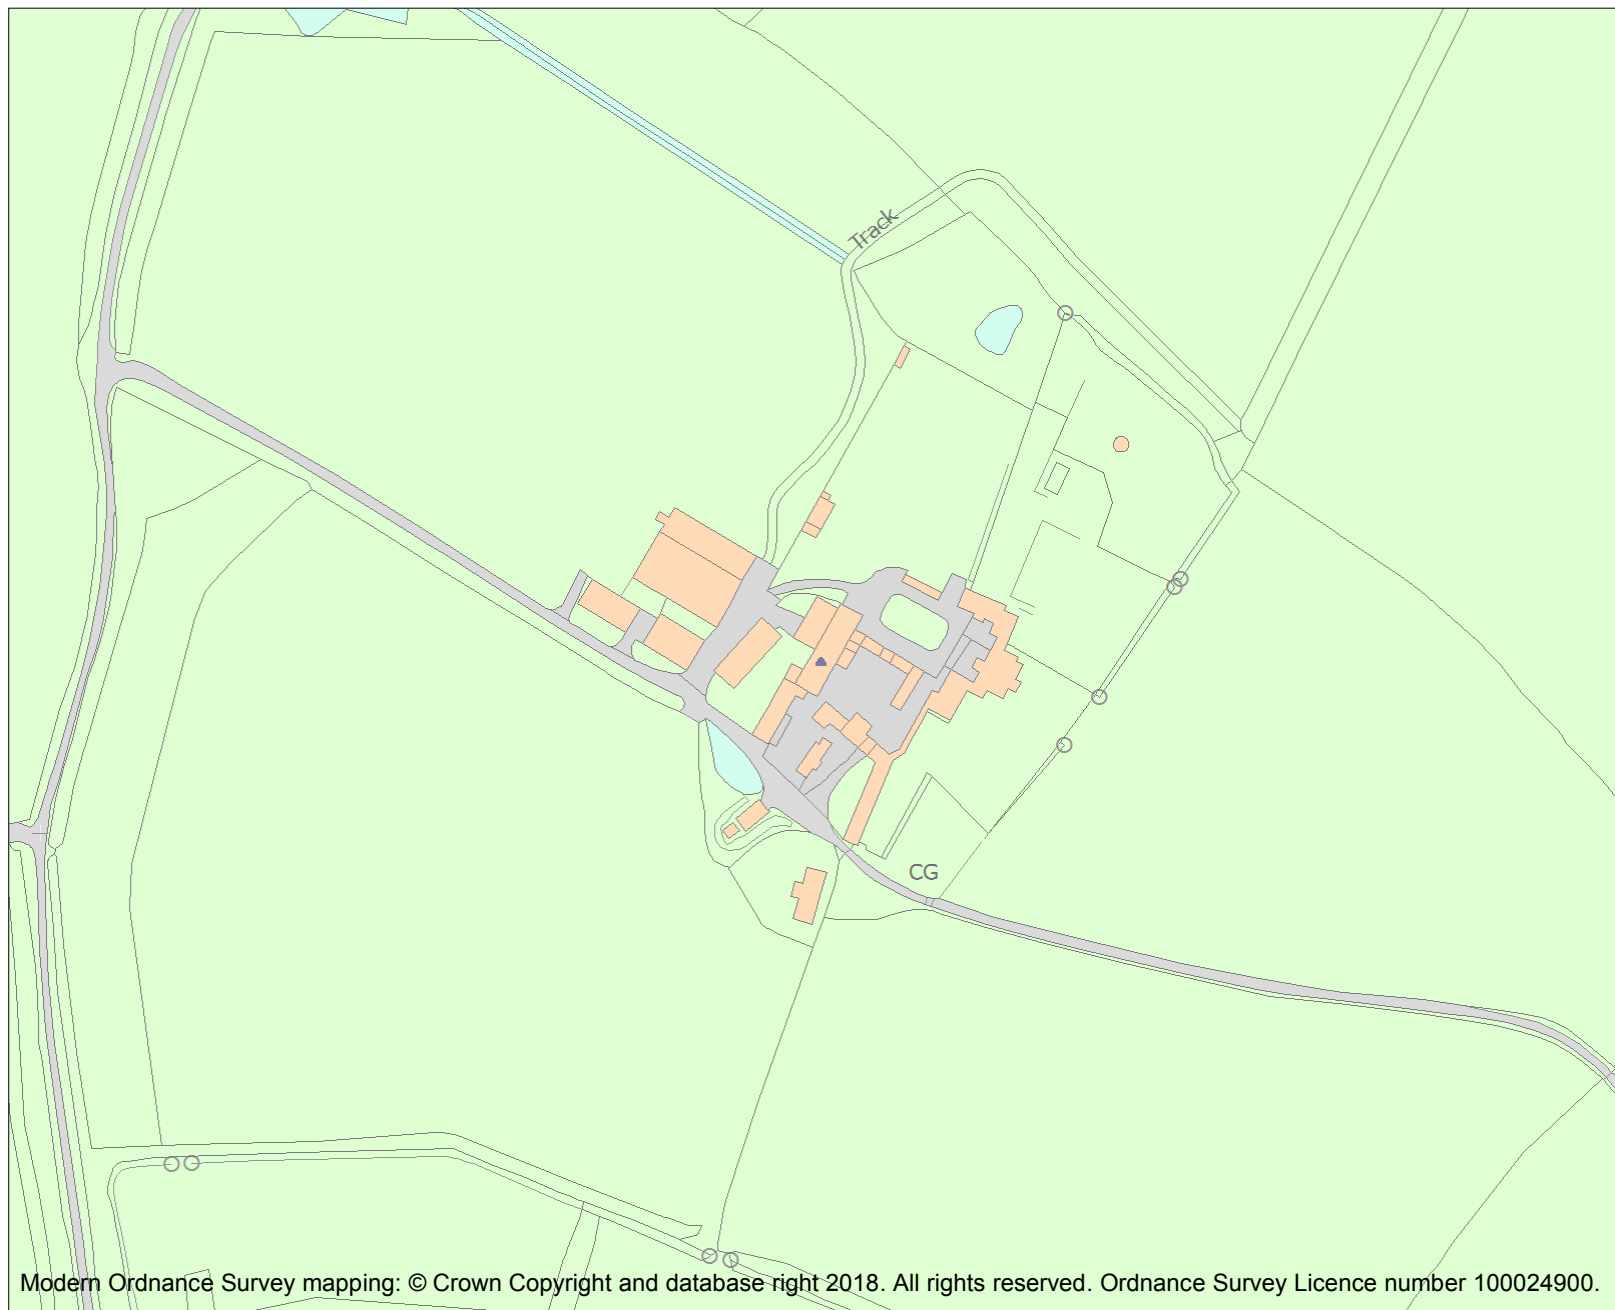 Track
CG
Modern Ordnance Survey mapping: © Crown Copyright and database right 2018. All rights reserved. Ordnance Survey Licence number 100024900.